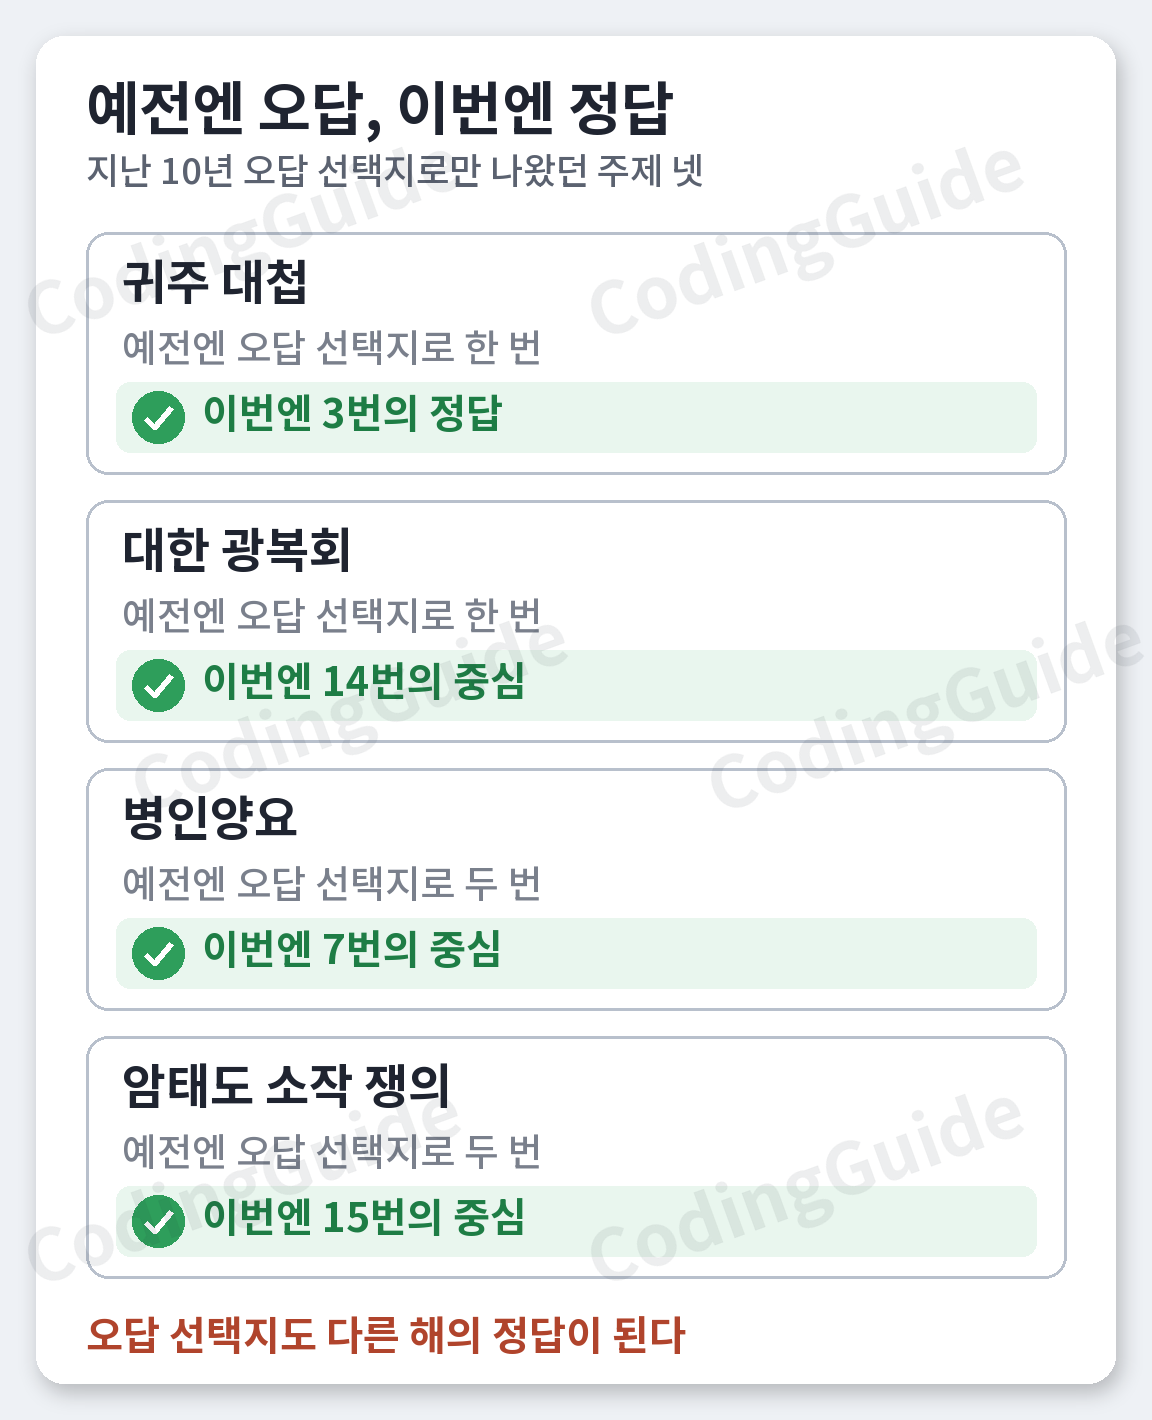 예전엔 오답, 이번엔 정답
지난 10년 오답 선택지로만 나왔던 주제 넷
귀주 대첩
예전엔 오답 선택지로 한 번
이번엔 3번의 정답
대한 광복회
예전엔 오답 선택지로 한 번
이번엔 14번의 중심
병인양요
예전엔 오답 선택지로 두 번
이번엔 7번의 중심
암태도 소작 쟁의
예전엔 오답 선택지로 두 번
이번엔 15번의 중심
오답 선택지도 다른 해의 정답이 된다
CodingGuide
CodingGuide
CodingGuide
CodingGuide
CodingGuide
CodingGuide